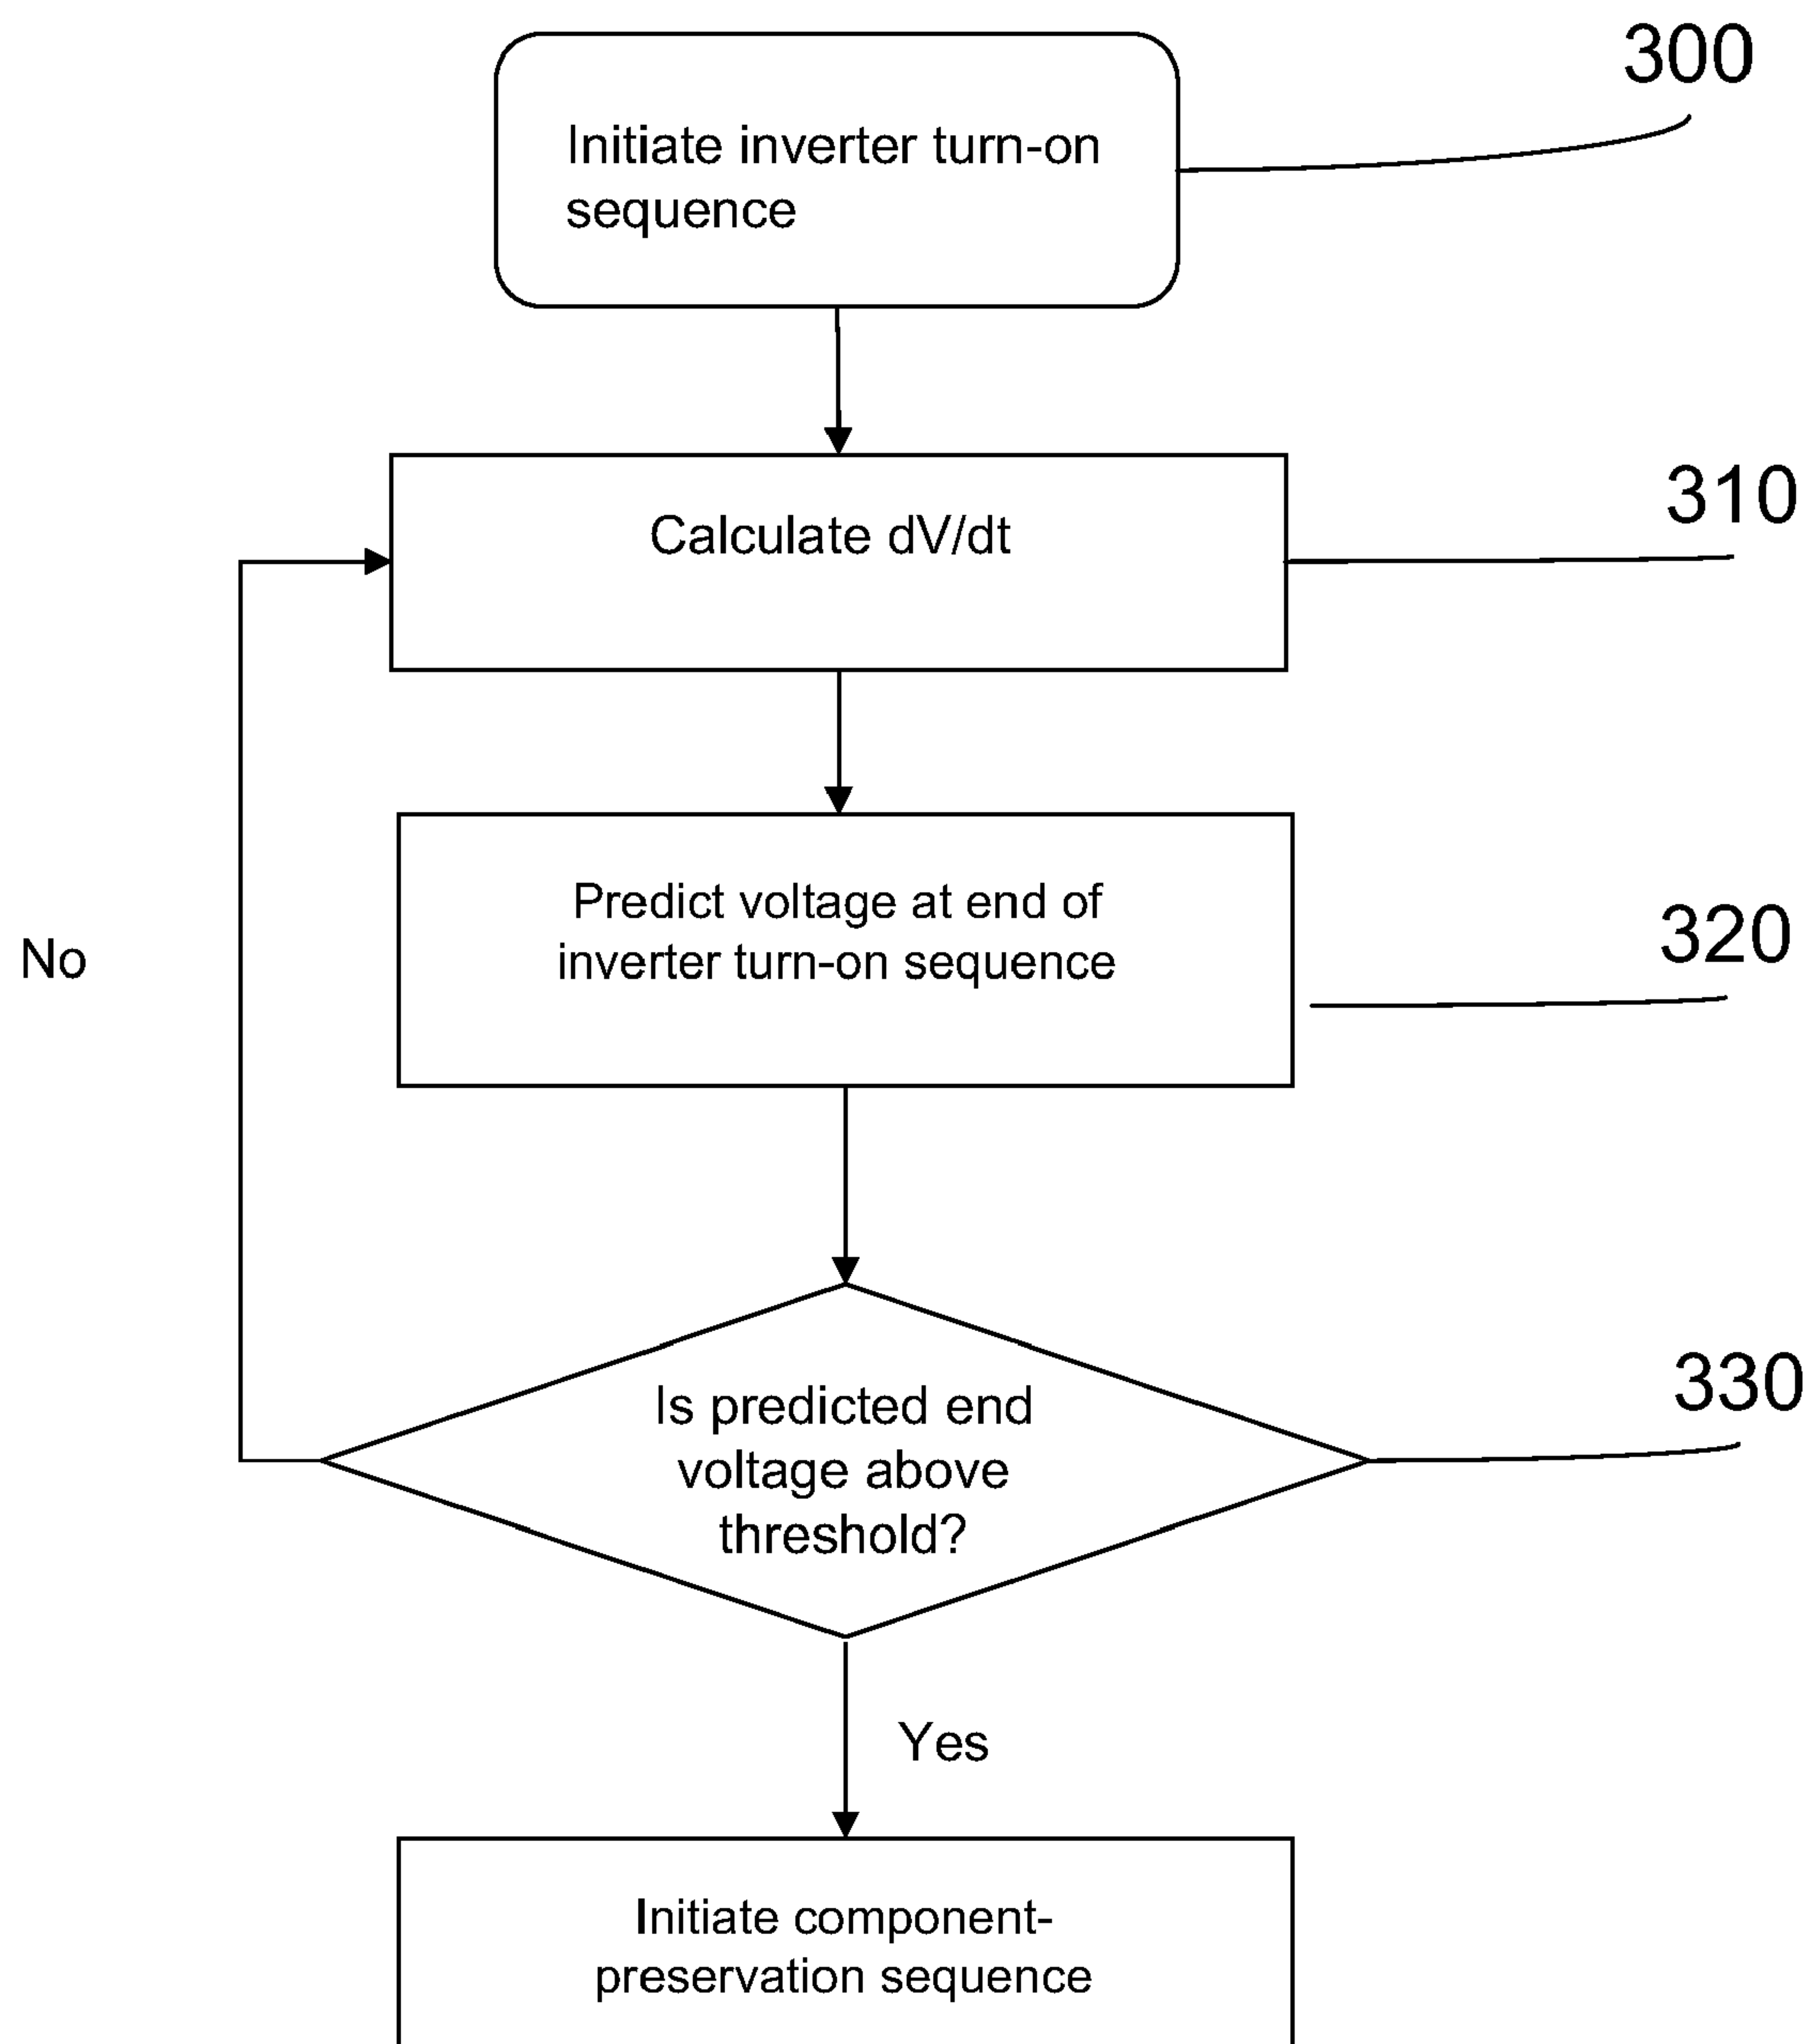 300
Initiate inverter turn-on
sequence
310
Calculate dV/dt
Predict voltage at end of
inverter turn-on sequence
320
No
330
Is predicted end
voltage above
threshold?
Yes
Initiate component-
preservation sequence